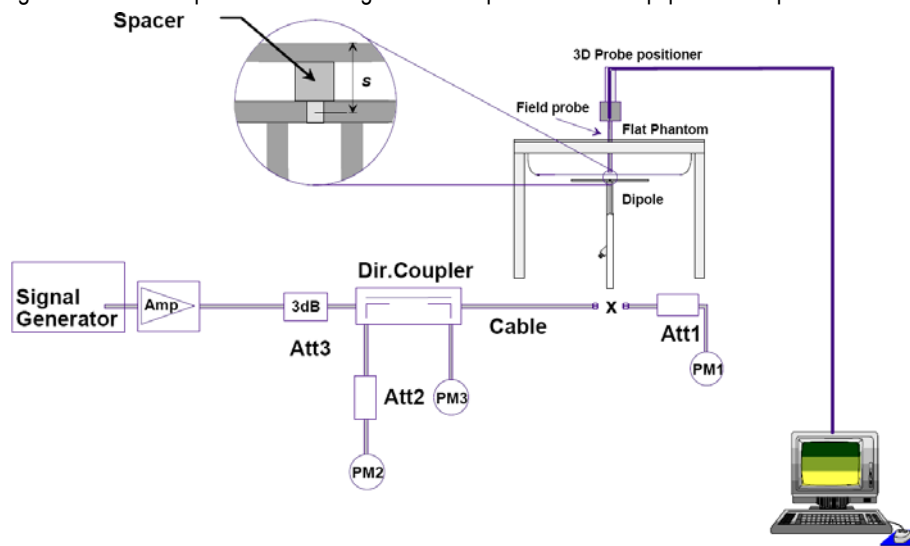 Spacer
s
3D Probe positioner
Field probe
Flat Phantom
Dipole
Signal
Generator
Amp
3dB
Att3
Dir.Coupler
Cable
X
Att1
PM1
Att2
PM3
PM2